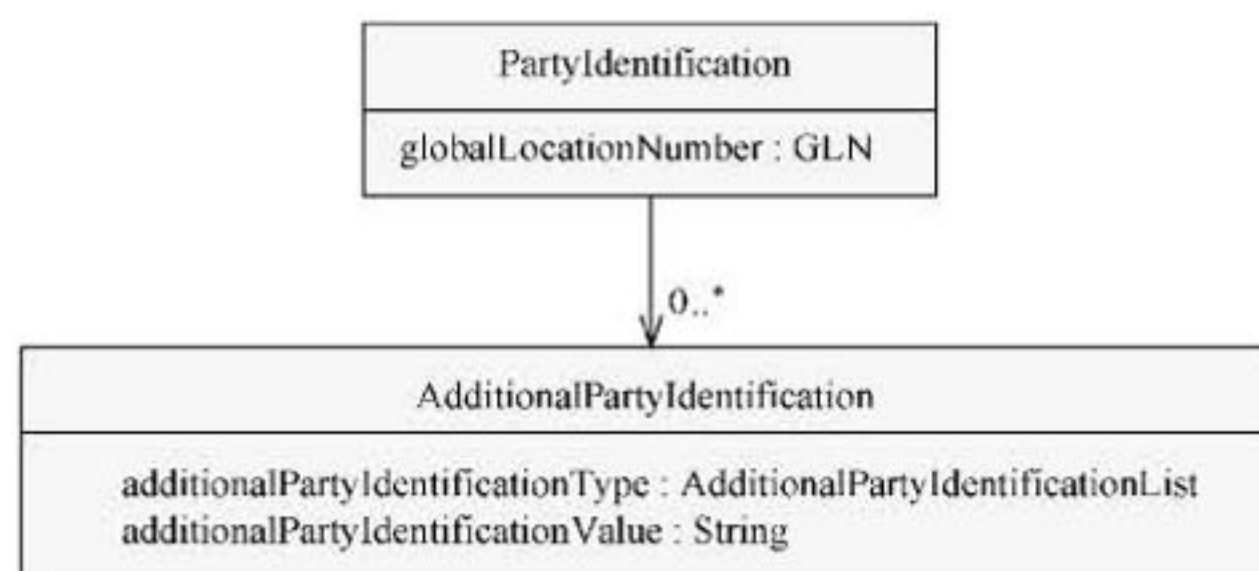 PartyIdentification
globalLocationNumber : GLN
0..*
AdditionalPartyIdentification
additionalPartyIdentificationType : AdditionalPartyIdentificationList
additionalPartyIdentificationValue : String